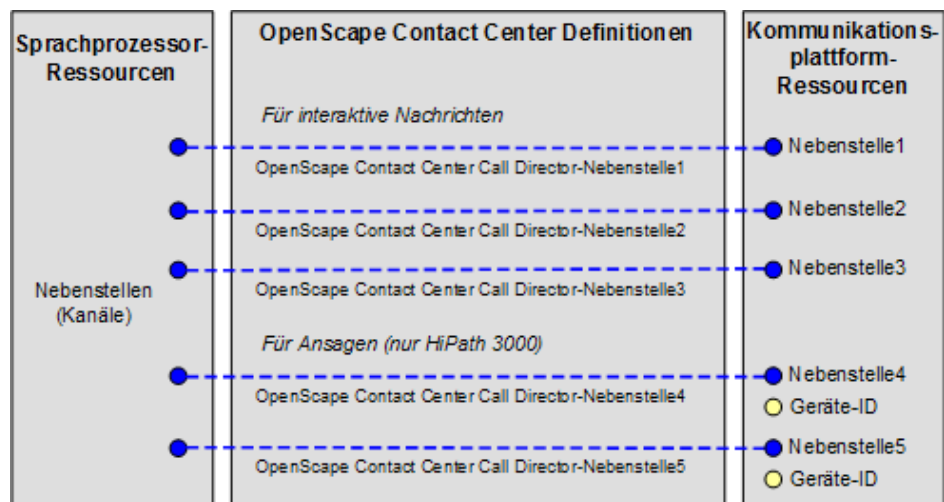 Sprachprozessor-
Ressourcen
Nebenstellen
(Kanäle)
OpenScape Contact Center Definitionen
Für interaktive Nachrichten
OpenScape Contact Center Call Director-Nebenstelle1
OpenScape Contact Center Call Director-Nebenstelle2
OpenScape Contact Center Call Director-Nebenstelle3
Für Ansagen (nur HiPath 3000)
OpenScape Contact Center Call Director-Nebenstelle4
OpenScape Contact Center Call Director-Nebenstelle5
Kommunikations-
plattform-
Ressourcen
Nebenstelle1
Nebenstelle2
Nebenstelle3
Nebenstelle4
Geräte-ID
Nebenstelle5
Geräte-ID